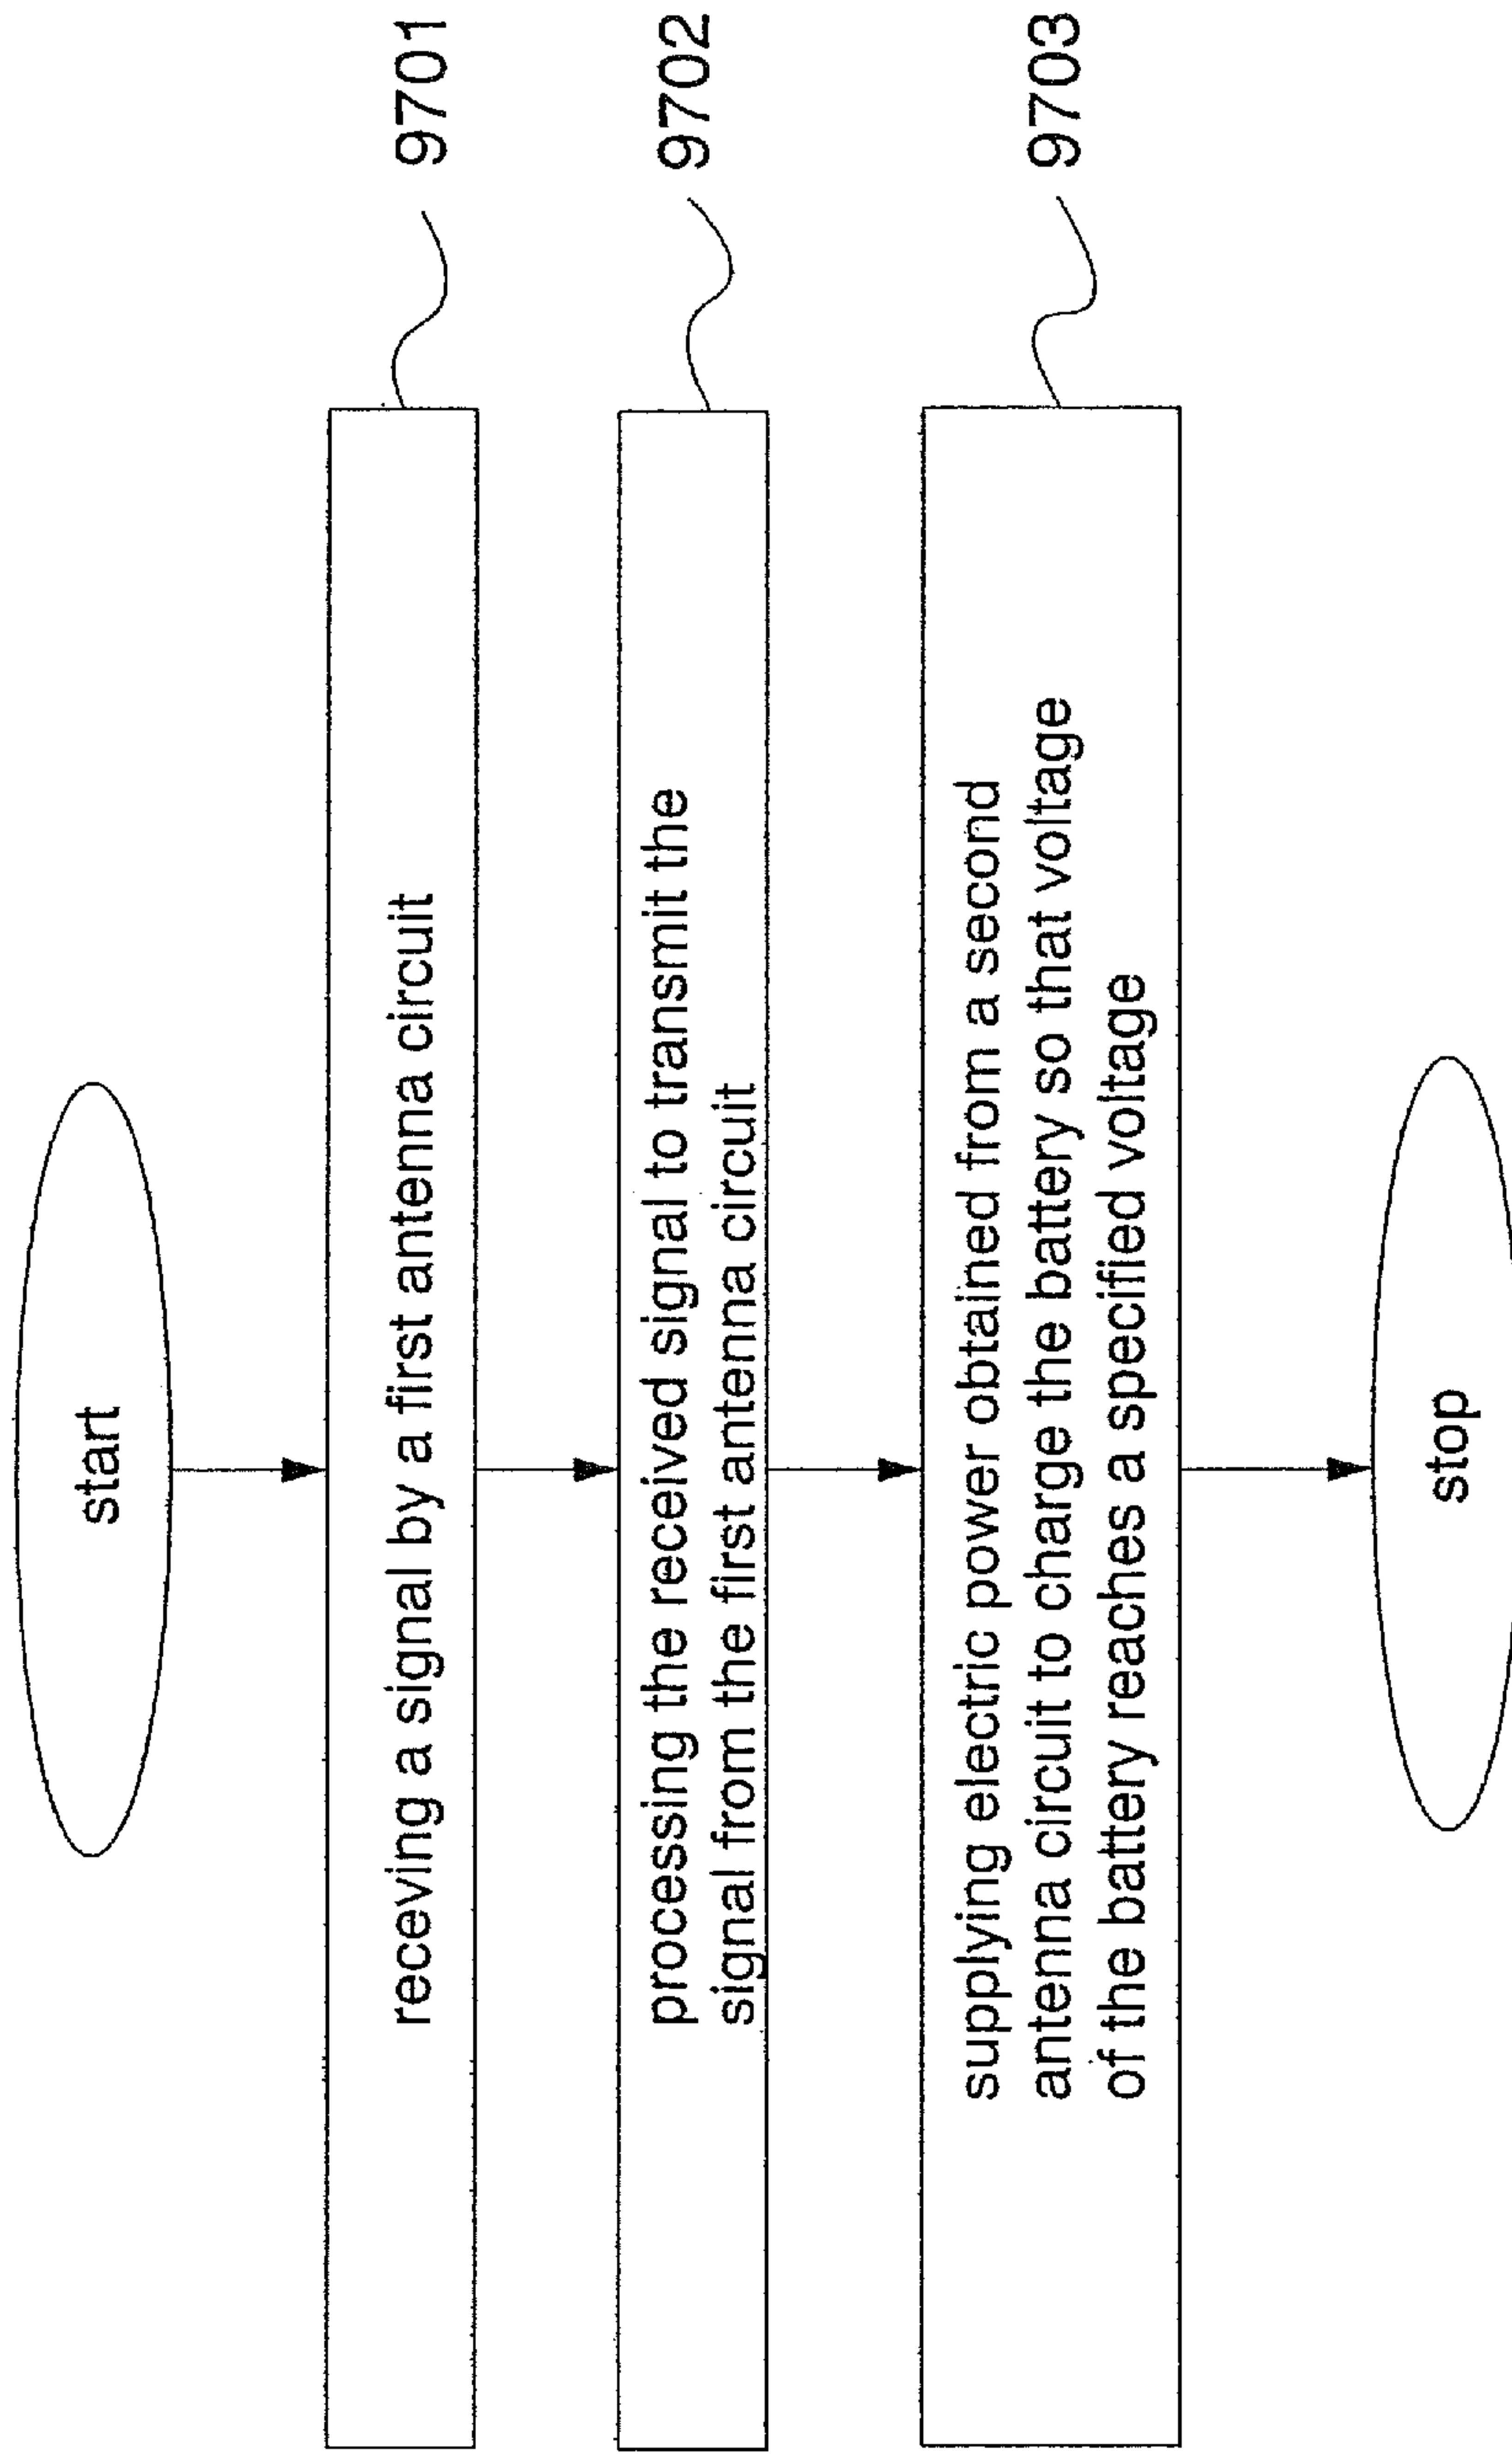 start
receving a signal by a first antenna circuit
9701
processing the received signal to transmit the
signal from the first antenna circuit
9702
supplying electric power obtained from a second
antenna circuit to charge the battery so that voltage
of the battery reaches a specified voltage
9703
stop